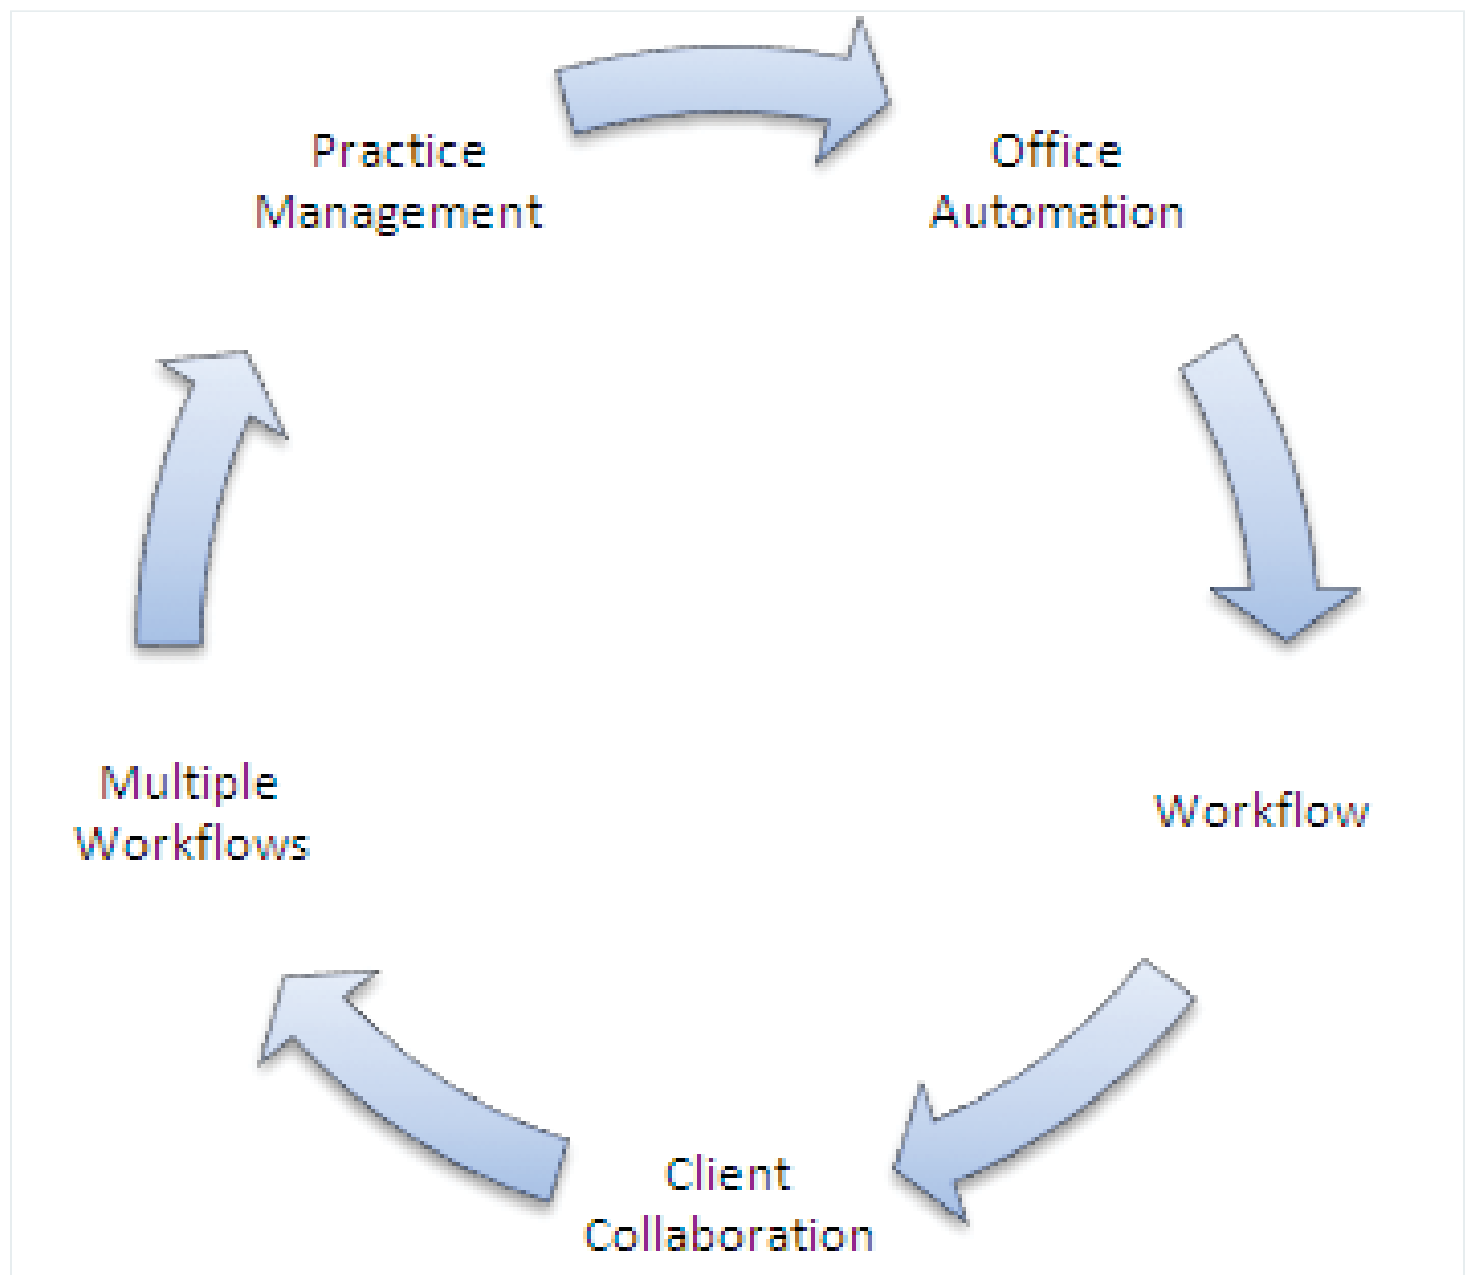 Practice
Management
Office
Automation
Workflow
Client
Collaboration
Multiple
Workflows